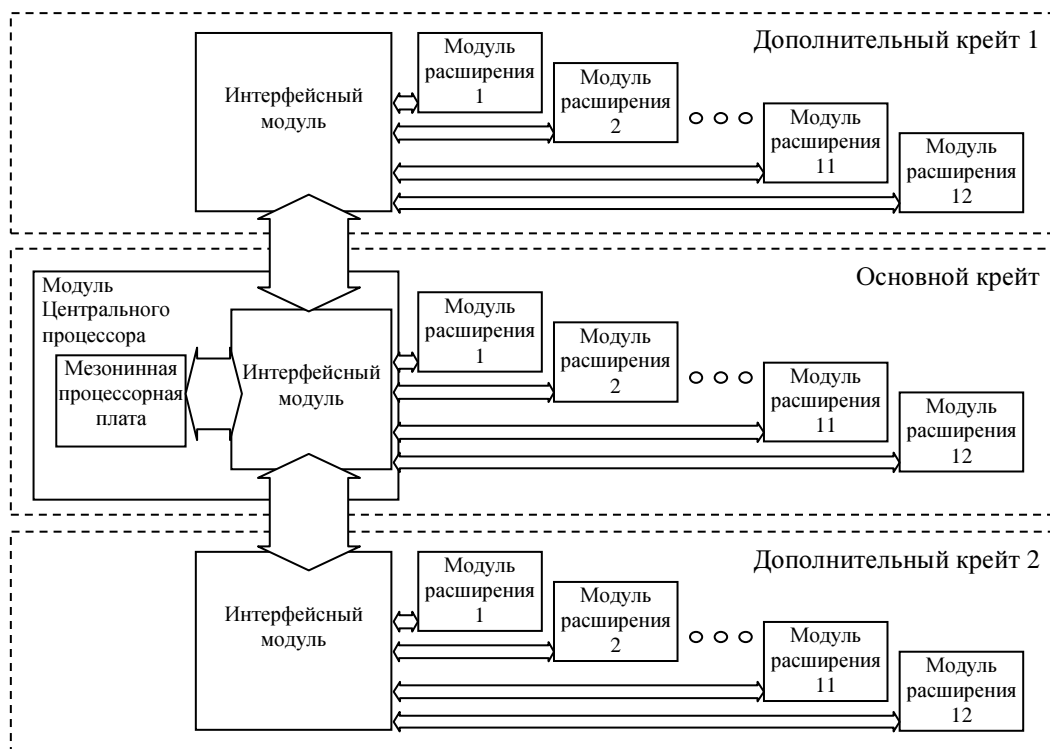 Дополнительный крейт 1
Интерфейсный
модуль
Модуль
расширения
1
Модуль
расширения
2
Модуль
расширения
11
Модуль
расширения
12
Основной крейт
Модуль
Центрального
процессора
Мезонинная
процессорная
плата
Интерфейсный
модуль
Модуль
расширения
1
Модуль
расширения
2
Модуль
расширения
11
Модуль
расширения
12
Дополнительный крейт 2
Интерфейсный
модуль
Модуль
расширения
1
Модуль
расширения
2
Модуль
расширения
11
Модуль
расширения
12